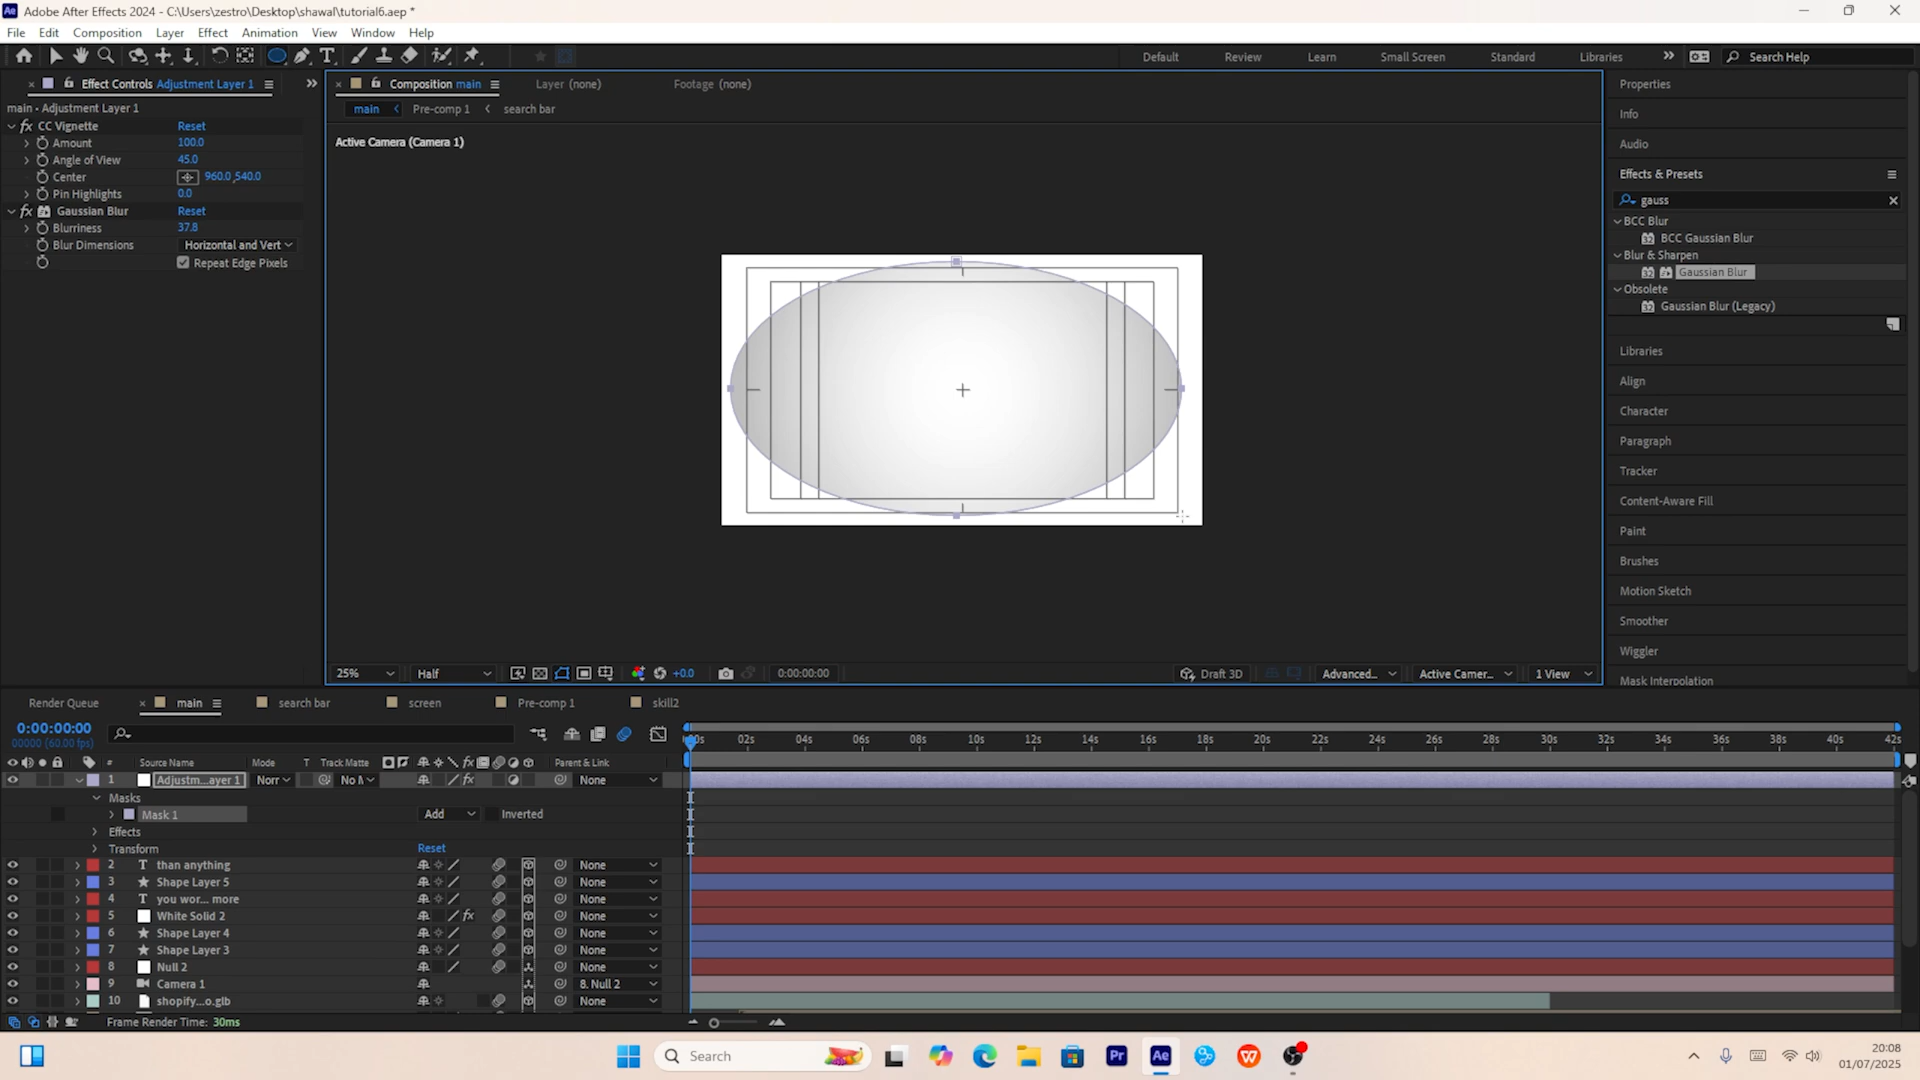 Adobe After Effects 2024 - C:\Users\zestro\Desktop\shawal\tutorial6.aep *
File Edit Composition Layer Effect Animation View Window Help
Default Review Learn Small Screen Standard Libraries Search Help
Effect Controls Adjustment Layer 1
main • Adjustment Layer 1
CC Vignette Reset
Amount 100.0
Angle of View 45.0
Center 960.0,540.0
Pin Highlights 0.0
Gaussian Blur Reset
Blurriness 37.8
Blur Dimensions Horizontal and Vert
Repeat Edge Pixels
Composition main Layer (none) Footage (none)
main Pre-comp 1 search bar
Active Camera (Camera 1)
25% Half +0.0 0:00:00:00 Draft 3D Advanced... Active Camer... 1 View
Properties
Info
Audio
Effects & Presets
gauss
BCC Blur
BCC Gaussian Blur
Blur & Sharpen
Gaussian Blur
Obsolete
Gaussian Blur (Legacy)
Libraries
Align
Character
Paragraph
Tracker
Content-Aware Fill
Paint
Brushes
Motion Sketch
Smoother
Wiggler
Mask Interpolation
Render Queue main search bar screen Pre-comp 1 skill2
0:00:00:00
00000 (60.00 fps)
02s 04s 06s 08s 10s 12s 14s 16s 18s 20s 22s 24s 26s 28s 30s 32s 34s 36s 38s 40s 42s
# Source Name Mode T Track Matte Parent & Link
1 Adjustm...ayer 1 Norr No M None
Masks
Mask 1 Add Inverted
Effects
Transform Reset
2 T than anything None
3 Shape Layer 5 None
4 T you wor... more None
5 White Solid 2 fx None
6 Shape Layer 4 None
7 Shape Layer 3 None
8 Null 2 None
9 Camera 1 8. Null 2
10 shopify...o.glb None
Frame Render Time: 30ms
Search
Pr
Ae
20:08
01/07/2025